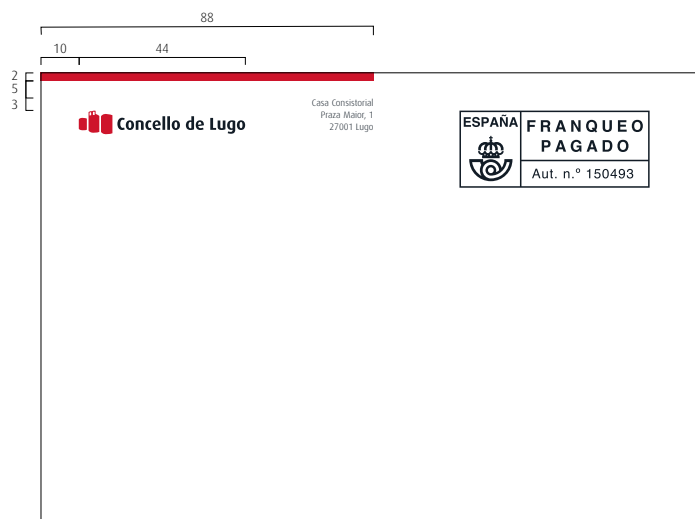 88
10
44
2
5
3
Concello de Lugo
Casa Consistorial
Praza Maior, 1
27001 Lugo
ESPAÑA
FRANQUEO
PAGADO
Aut. n.º 150493